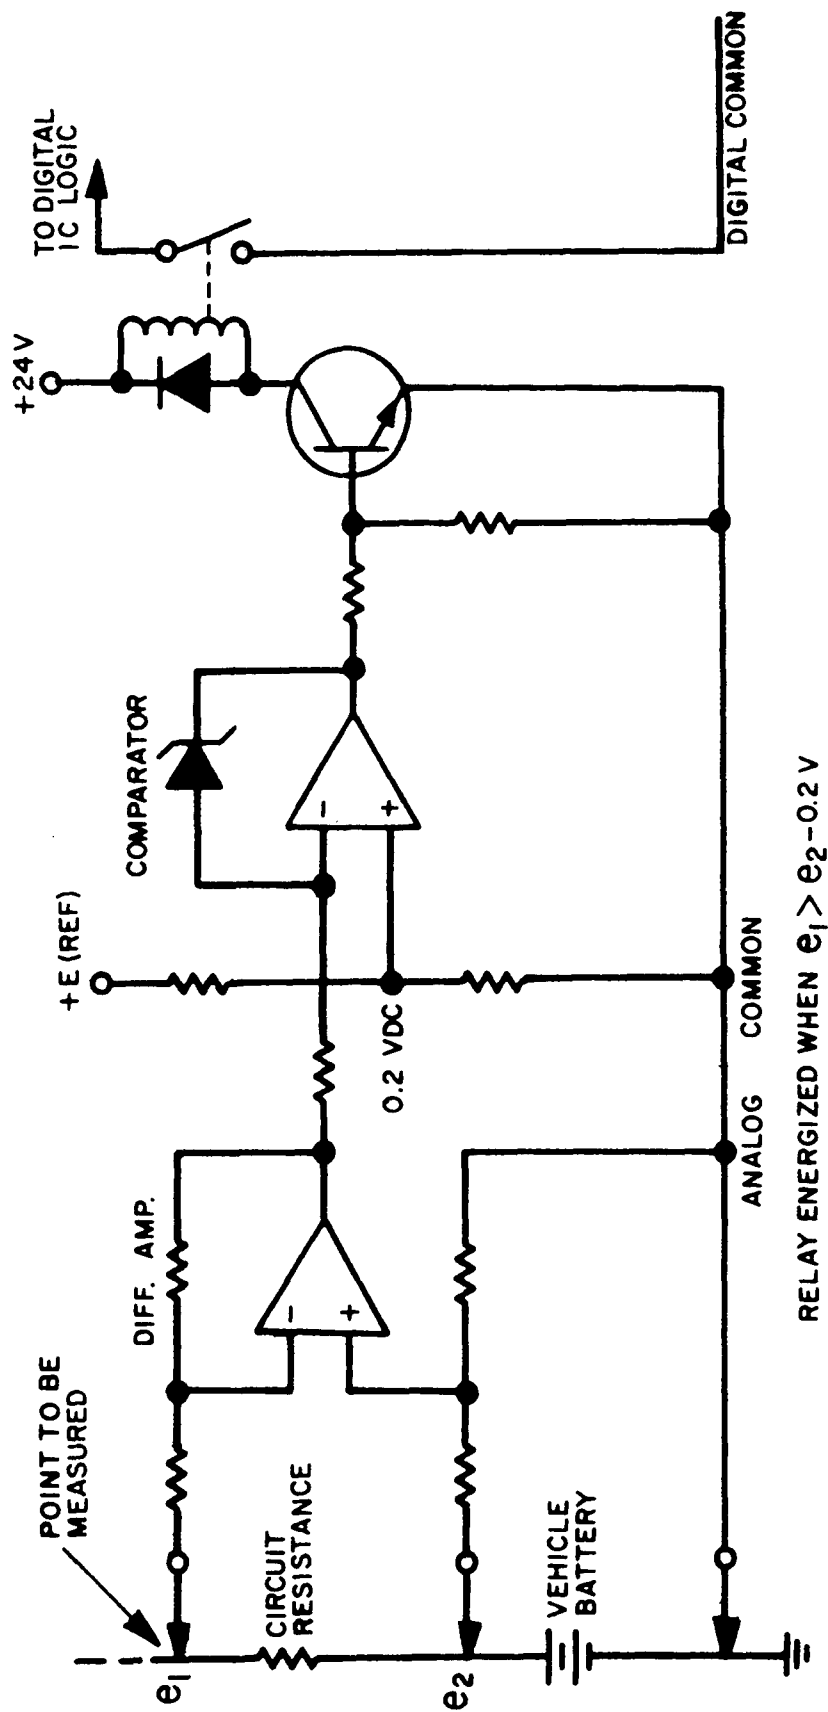 POINT TO BE
MEASURED
e1
CIRCUIT
RESISTANCE
e2
VEHICLE
BATTERY
DIFF. AMP.
-
+
+E (REF)
0.2 VDC
COMPARATOR
-
+
+24V
TO DIGITAL
IC LOGIC
DIGITAL COMMON
ANALOG COMMON
RELAY ENERGIZED WHEN e1 > e2-0.2 V